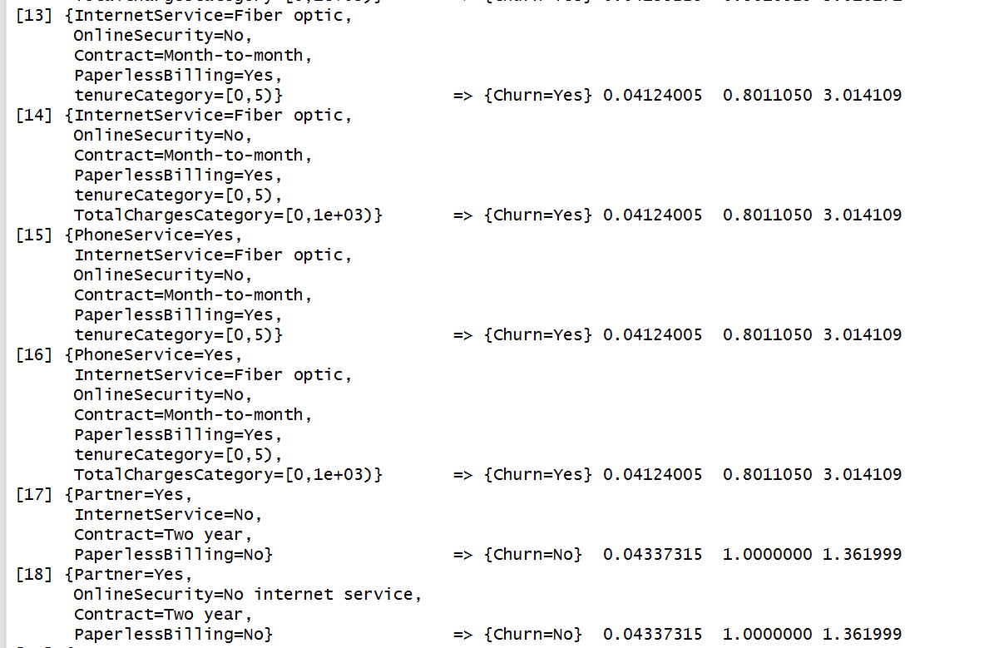 [13] {InternetService=Fiber optic,
OnlineSecurity=No,
Contract=Month-to-month,
PaperlessBilling=Yes,
tenureCategory=[0,5)} => {Churn=Yes} 0.04124005 0.8011050 3.014109
[14] {InternetService=Fiber optic,
OnlineSecurity=No,
Contract=Month-to-month,
PaperlessBilling=Yes,
tenureCategory=[0,5),
TotalChargesCategory=[0,1e+03)} => {Churn=Yes} 0.04124005 0.8011050 3.014109
[15] {PhoneService=Yes,
InternetService=Fiber optic,
OnlineSecurity=No,
Contract=Month-to-month,
PaperlessBilling=Yes,
tenureCategory=[0,5)} => {Churn=Yes} 0.04124005 0.8011050 3.014109
[16] {PhoneService=Yes,
InternetService=Fiber optic,
OnlineSecurity=No,
Contract=Month-to-month,
PaperlessBilling=Yes,
tenureCategory=[0,5),
TotalChargesCategory=[0,1e+03)} => {Churn=Yes} 0.04124005 0.8011050 3.014109
[17] {Partner=Yes,
InternetService=No,
Contract=Two year,
PaperlessBilling=No} => {Churn=No} 0.04337315 1.0000000 1.361999
[18] {Partner=Yes,
OnlineSecurity=No internet service,
Contract=Two year,
PaperlessBilling=No} => {Churn=No} 0.04337315 1.0000000 1.361999